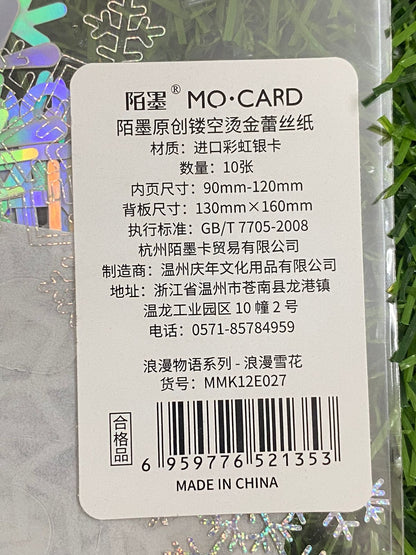 陌墨® MO·CARD
陌墨原创镂空烫金蕾丝纸
材质：进口彩虹银卡
数量：10张
内页尺寸：90mm-120mm
背板尺寸：130mm×160mm
执行标准：GB/T 7705-2008
杭州陌墨卡贸易有限公司
制造商：温州庆年文化用品有限公司
地址：浙江省温州市苍南县龙港镇
温龙工业园区 10 幢 2 号
电话：0571-85784959
浪漫物语系列 - 浪漫雪花
货号：MMK12E027
合格品
6 959776 521353
MADE IN CHINA